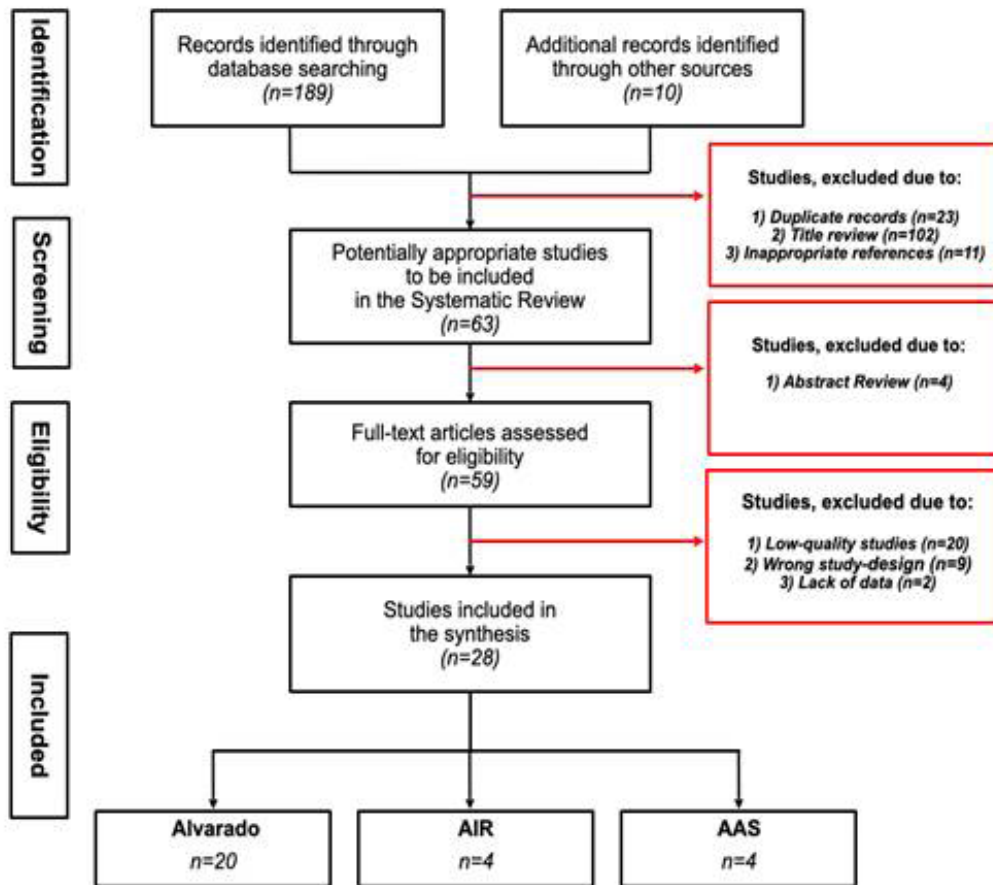 Identification
Records identified through
database searching
(n=189)
Additional records identified
through other sources
(n=10)
Studies, excluded due to:
1) Duplicate records (n=23)
2) Title review (n=102)
3) Inappropriate references (n=11)
Screening
Potentially appropriate studies
to be included
in the Systematic Review
(n=63)
Studies, excluded due to:
1) Abstract Review (n=4)
Eligibility
Full-text articles assessed
for eligibility
(n=59)
Studies, excluded due to:
1) Low-quality studies (n=20)
2) Wrong study-design (n=9)
3) Lack of data (n=2)
Included
Studies included in
the synthesis
(n=28)
Alvarado
n=20
AIR
n=4
AAS
n=4